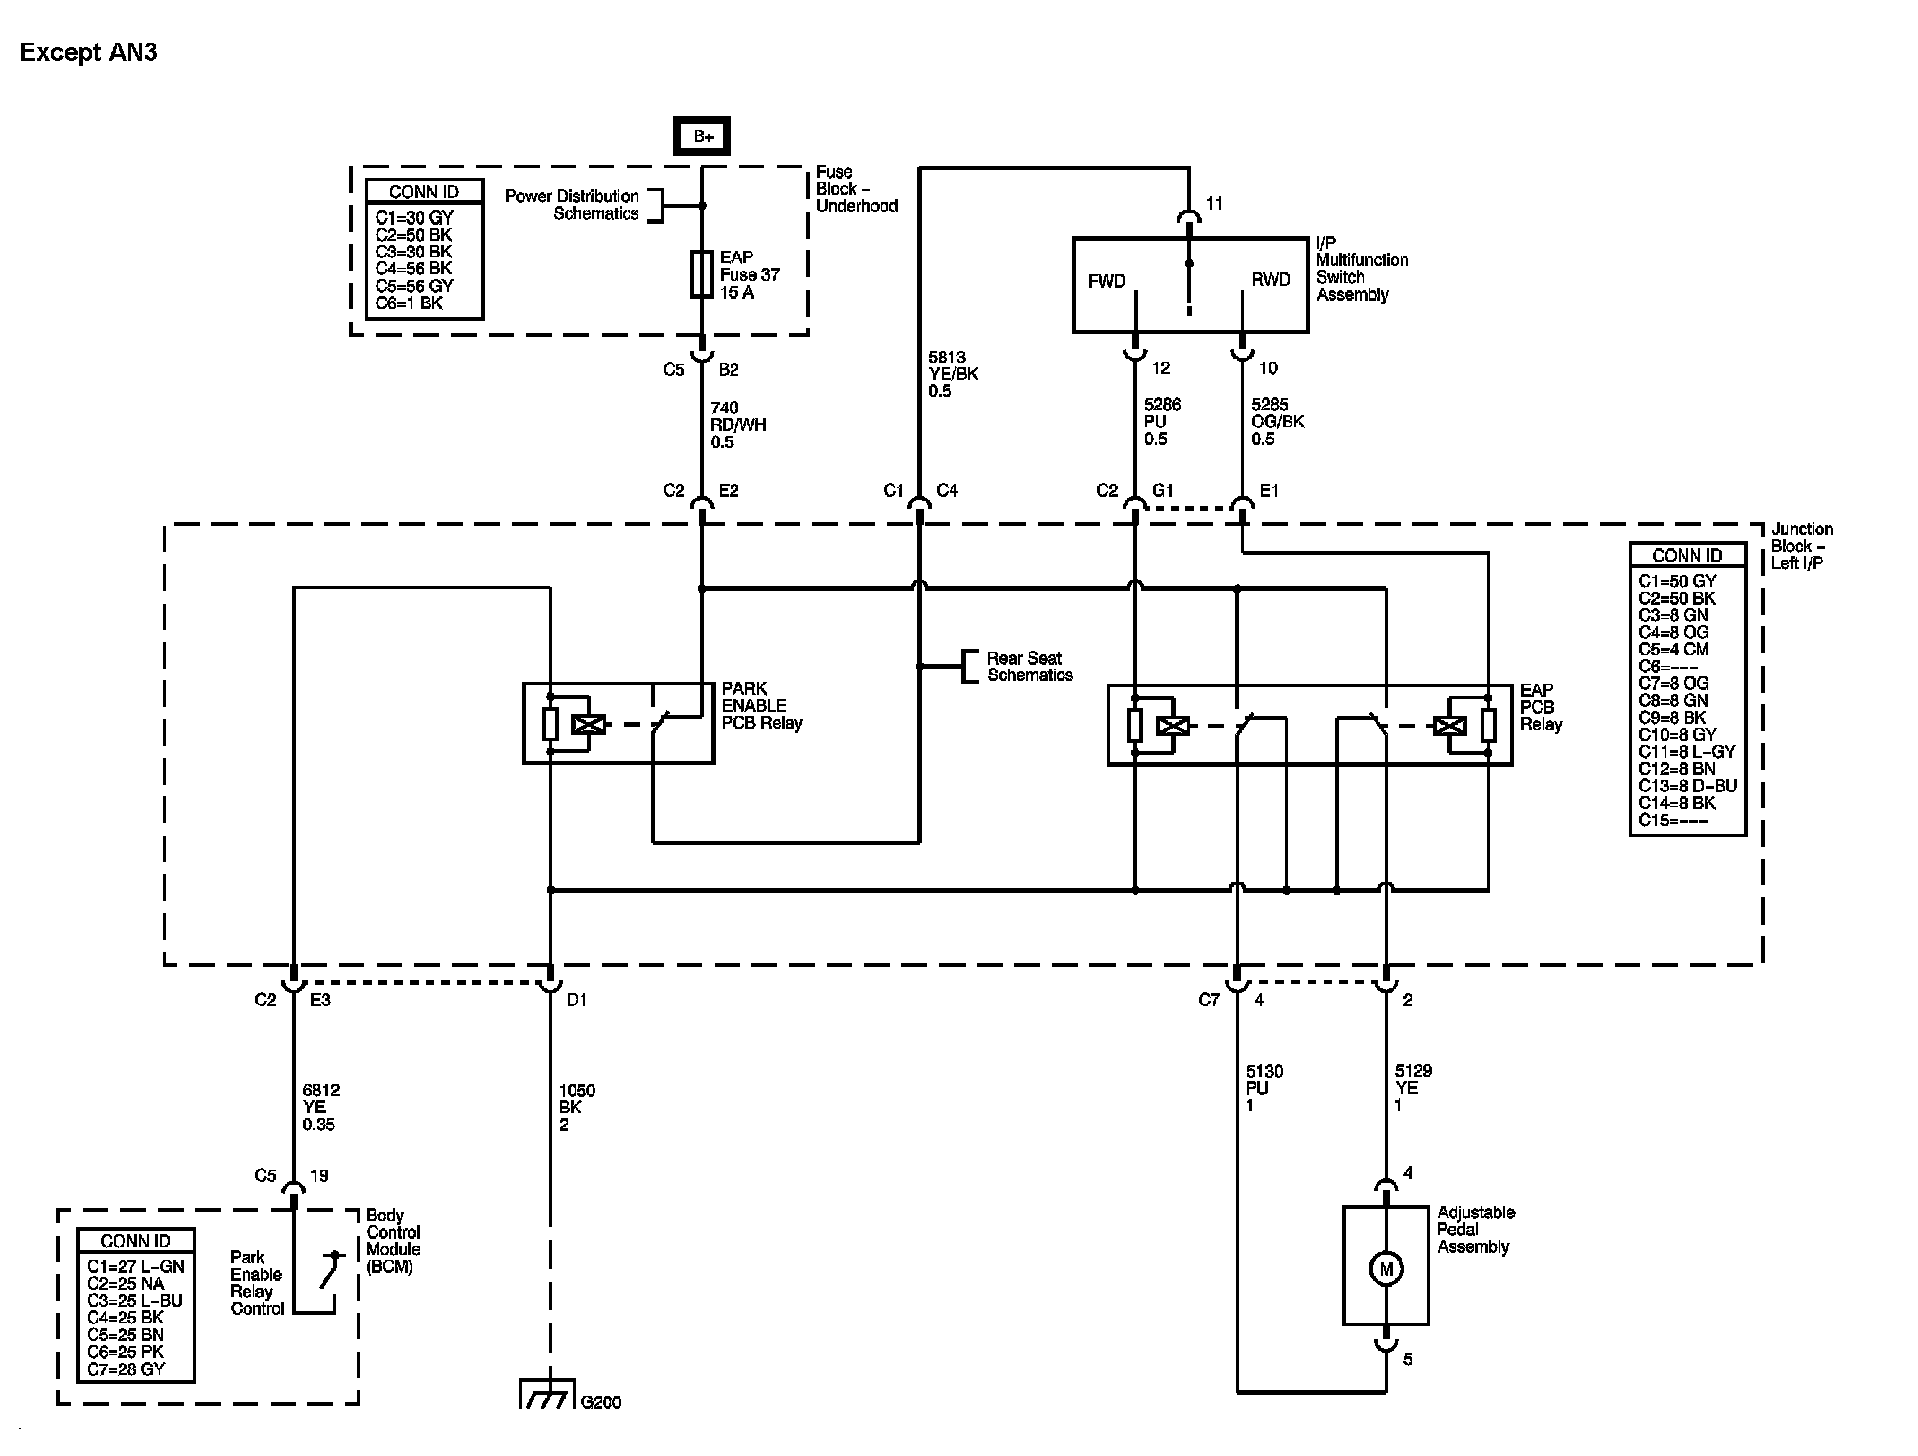 Except AN3
B+
Fuse
Block –
Underhood
CONN ID
C1=30 GY
C2=50 BK
C3=30 BK
C4=56 BK
C5=56 GY
C6=1 BK
Power Distribution
Schematics
EAP
Fuse 37
15 A
C5 B2
740
RD/WH
0.5
C2 E2
5813
YE/BK
0.5
C1 C4
11
I/P
Multifunction
Switch
Assembly
FWD
RWD
12
10
5286
PU
0.5
5285
OG/BK
0.5
C2 G1
E1
Junction
Block –
Left I/P
CONN ID
C1=50 GY
C2=50 BK
C3=8 GN
C4=8 OG
C5=4 CM
C6=---
C7=8 OG
C8=8 GN
C9=8 BK
C10=8 GY
C11=8 L-GY
C12=8 BN
C13=8 D-BU
C14=8 BK
C15=---
Rear Seat
Schematics
PARK
ENABLE
PCB Relay
EAP
PCB
Relay
C2 E3
D1
C7 4
2
6812
YE
0.35
1050
BK
2
5130
PU
1
5129
YE
1
C5 19
Body
Control
Module
(BCM)
CONN ID
C1=27 L-GN
C2=25 NA
C3=25 L-BU
C4=25 BK
C5=25 BN
C6=25 PK
C7=28 GY
Park
Enable
Relay
Control
4
Adjustable
Pedal
Assembly
M
5
G200